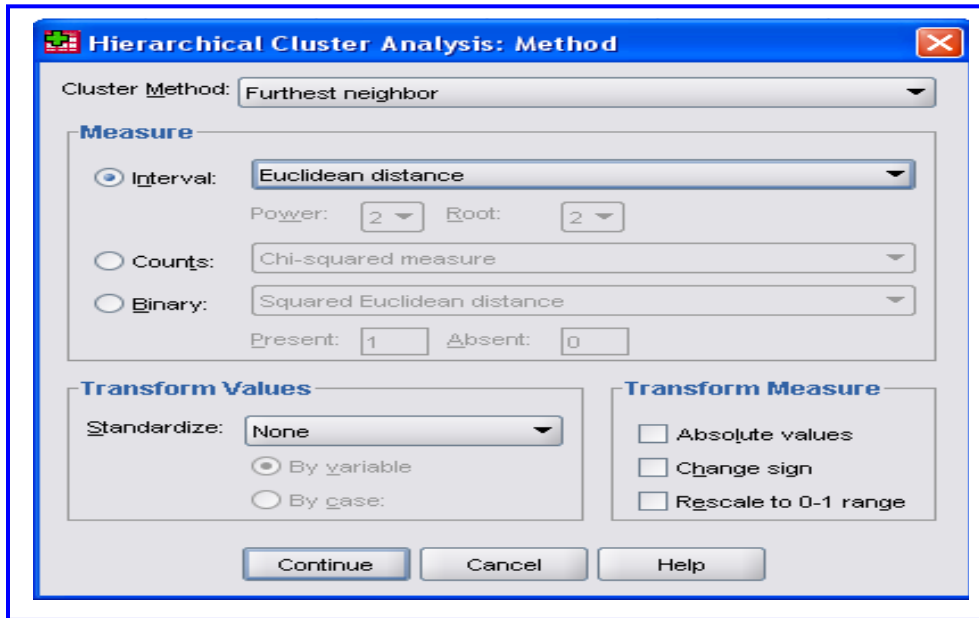 Hierarchical Cluster Analysis: Method
Cluster Method: Furthest neighbor
Measure
Interval: Euclidean distance
Power: 2 Root: 2
Counts: Chi-squared measure
Binary: Squared Euclidean distance
Present: 1 Absent: 0
Transform Values
Standardize: None
By variable
By case:
Transform Measure
Absolute values
Change sign
Rescale to 0-1 range
Continue Cancel Help